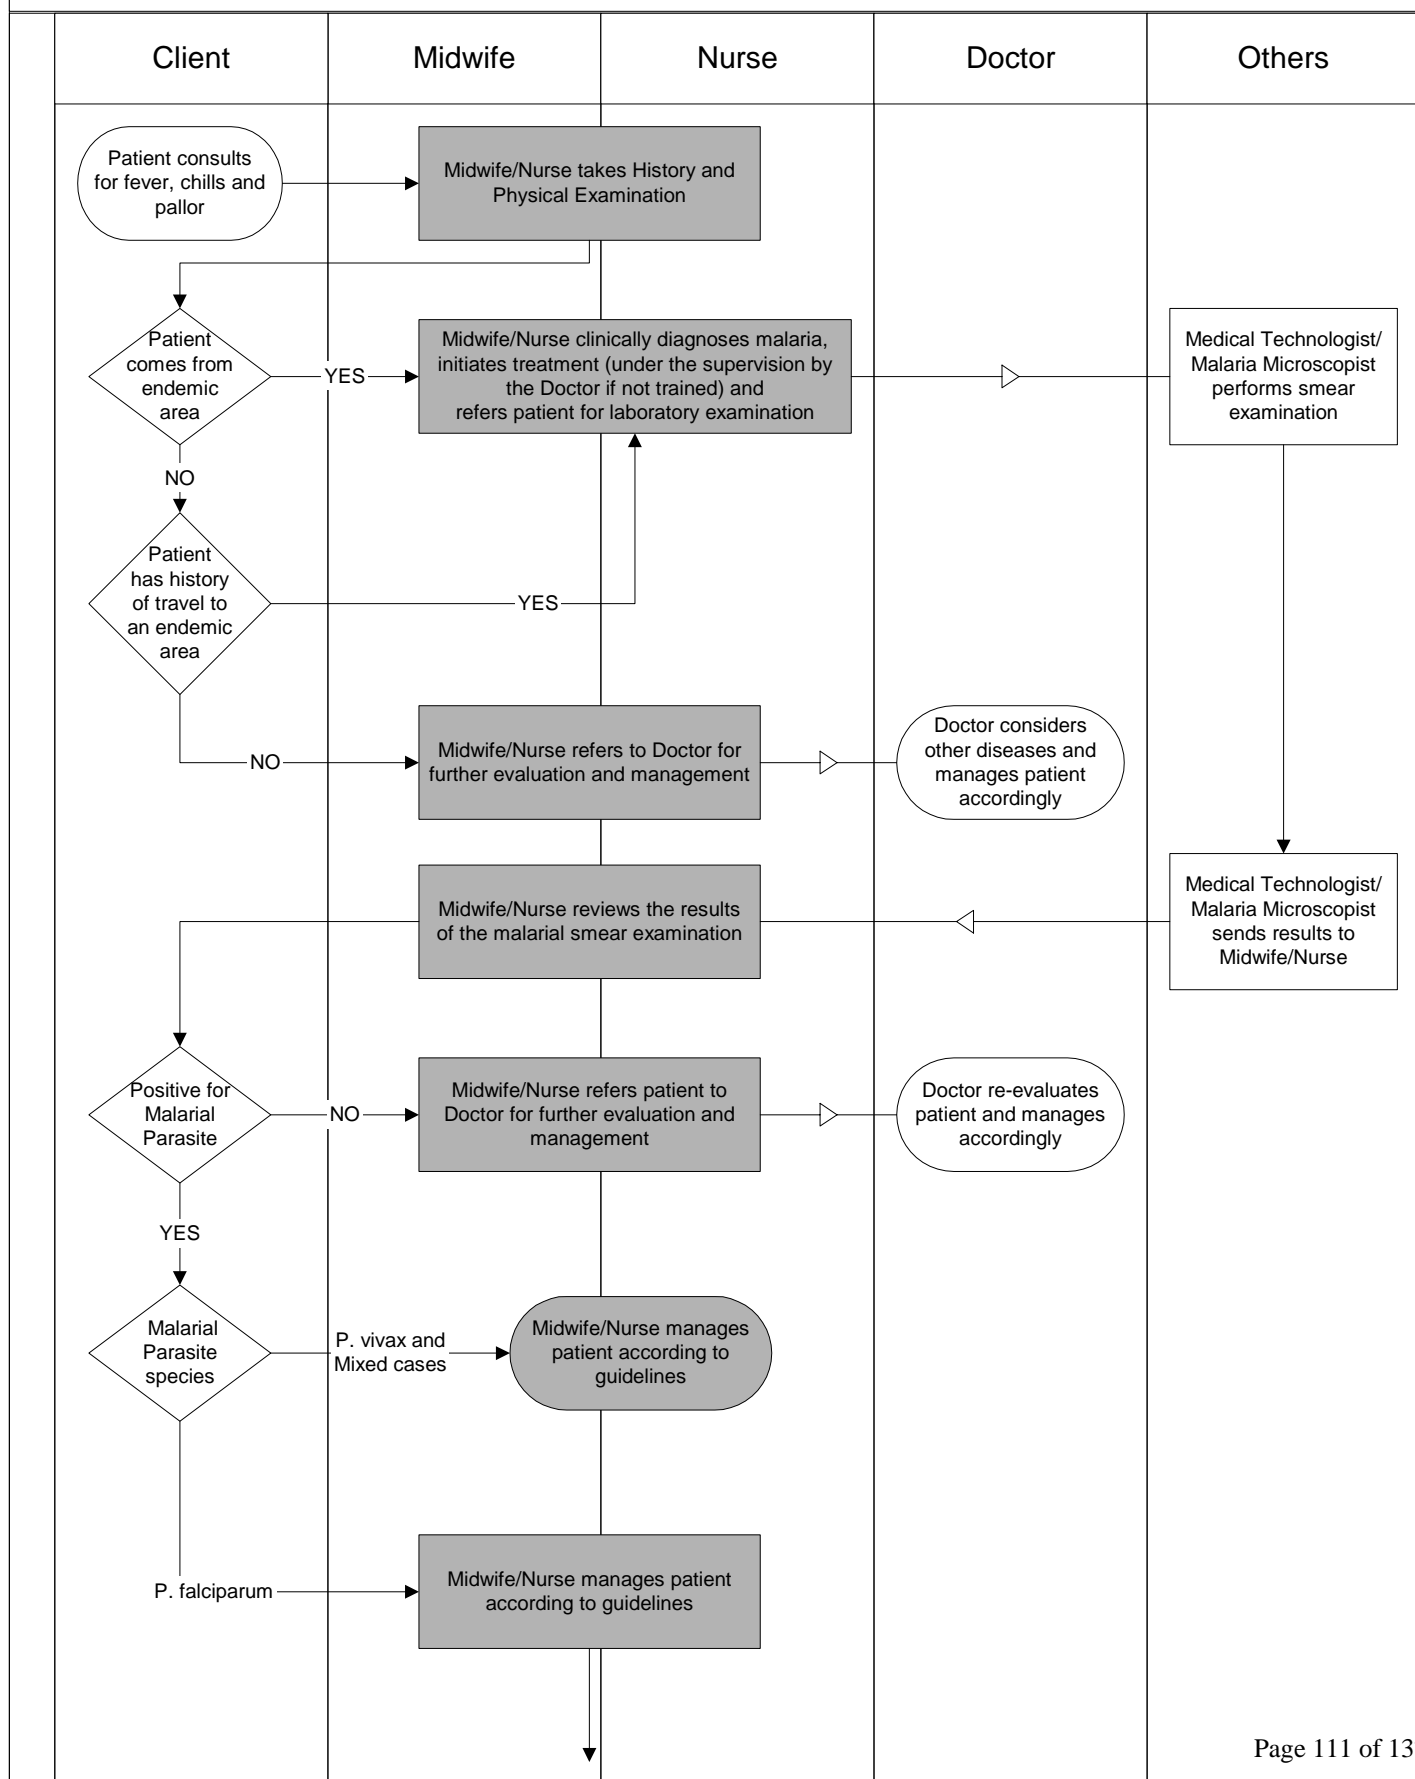 Client
Midwife
Nurse
Doctor
Others
Patient consults
for fever, chills and
pallor
Midwife/Nurse takes History and
Physical Examination
Patient
comes from
endemic
area
YES
Midwife/Nurse clinically diagnoses malaria,
initiates treatment (under the supervision by
the Doctor if not trained) and
refers patient for laboratory examination
Medical Technologist/
Malaria Microscopist
performs smear
examination
NO
Patient
has history
of travel to
an endemic
area
YES
NO
Midwife/Nurse refers to Doctor for
further evaluation and management
Doctor considers
other diseases and
manages patient
accordingly
Midwife/Nurse reviews the results
of the malarial smear examination
Medical Technologist/
Malaria Microscopist
sends results to
Midwife/Nurse
Positive for
Malarial
Parasite
NO
Midwife/Nurse refers patient to
Doctor for further evaluation and
management
Doctor re-evaluates
patient and manages
accordingly
YES
Malarial
Parasite
species
P. vivax and
Mixed cases
Midwife/Nurse manages
patient according to
guidelines
P. falciparum
Midwife/Nurse manages patient
according to guidelines
Page 111 of 13